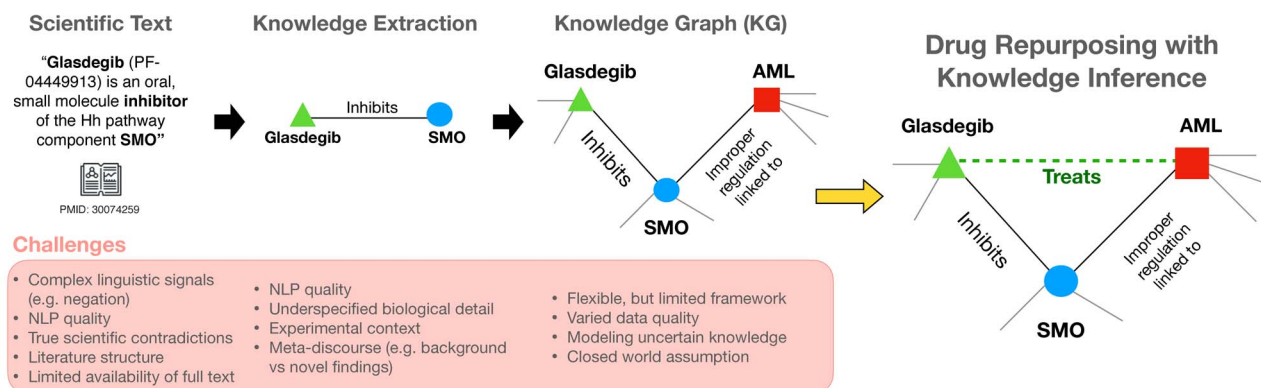 Scientific Text
"Glasdegib (PF-
04449913) is an oral,
small molecule inhibitor
of the Hh pathway
component SMO"
PMID: 30074259
Knowledge Extraction
Inhibits
Glasdegib
SMO
Knowledge Graph (KG)
Glasdegib
AML
Inhibits
Improper
regulation
linked to
SMO
Drug Repurposing with
Knowledge Inference
Glasdegib
AML
Treats
Inhibits
Improper
regulation
linked to
SMO
Challenges
• Complex linguistic signals
(e.g. negation)
• NLP quality
• True scientific contradictions
• Literature structure
• Limited availability of full text
• NLP quality
• Underspecified biological detail
• Experimental context
• Meta-discourse (e.g. background
vs novel findings)
• Flexible, but limited framework
• Varied data quality
• Modeling uncertain knowledge
• Closed world assumption